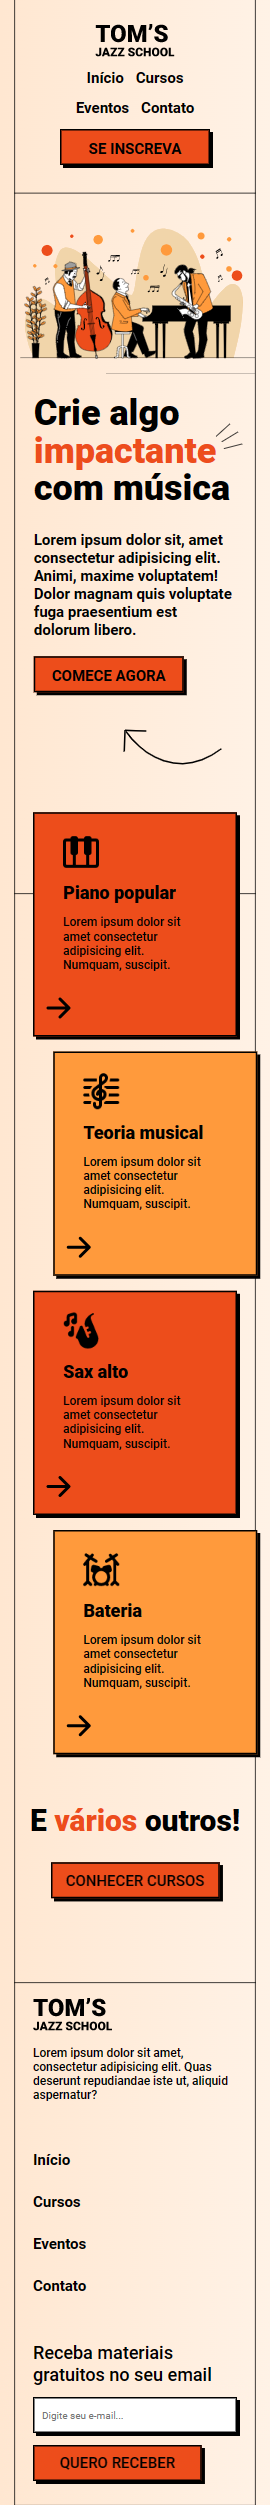 TOM'S
JAZZ SCHOOL
Início Cursos
Eventos Contato
SE INSCREVA
Crie algo
impactante
com música
Lorem ipsum dolor sit, amet
consectetur adipisicing elit.
Animi, maxime voluptatem!
Dolor magnam quis voluptate
fuga praesentium est
dolorum libero.
COMECE AGORA
Piano popular
Lorem ipsum dolor sit
amet consectetur
adipisicing elit.
Numquam, suscipit.
Teoria musical
Lorem ipsum dolor sit
amet consectetur
adipisicing elit.
Numquam, suscipit.
Sax alto
Lorem ipsum dolor sit
amet consectetur
adipisicing elit.
Numquam, suscipit.
Bateria
Lorem ipsum dolor sit
amet consectetur
adipisicing elit.
Numquam, suscipit.
E vários outros!
CONHECER CURSOS
TOM'S
JAZZ SCHOOL
Lorem ipsum dolor sit amet,
consectetur adipisicing elit. Quas
deserunt repudiandae iste ut, aliquid
aspernatur?
Início
Cursos
Eventos
Contato
Receba materiais
gratuitos no seu email
Digite seu e-mail...
QUERO RECEBER